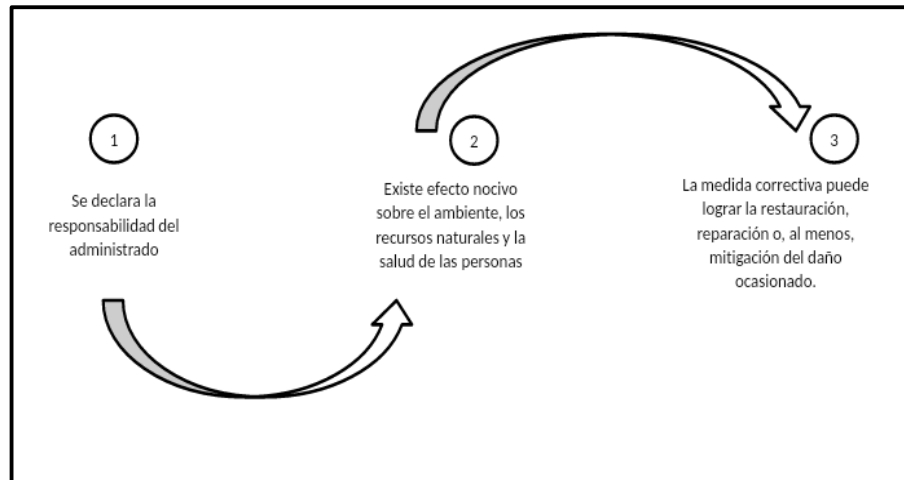 1
Se declara la
responsabilidad del
administrado
2
Existe efecto nocivo
sobre el ambiente, los
recursos naturales y la
salud de las personas
3
La medida correctiva puede
lograr la restauración,
reparación o, al menos,
mitigación del daño
ocasionado.